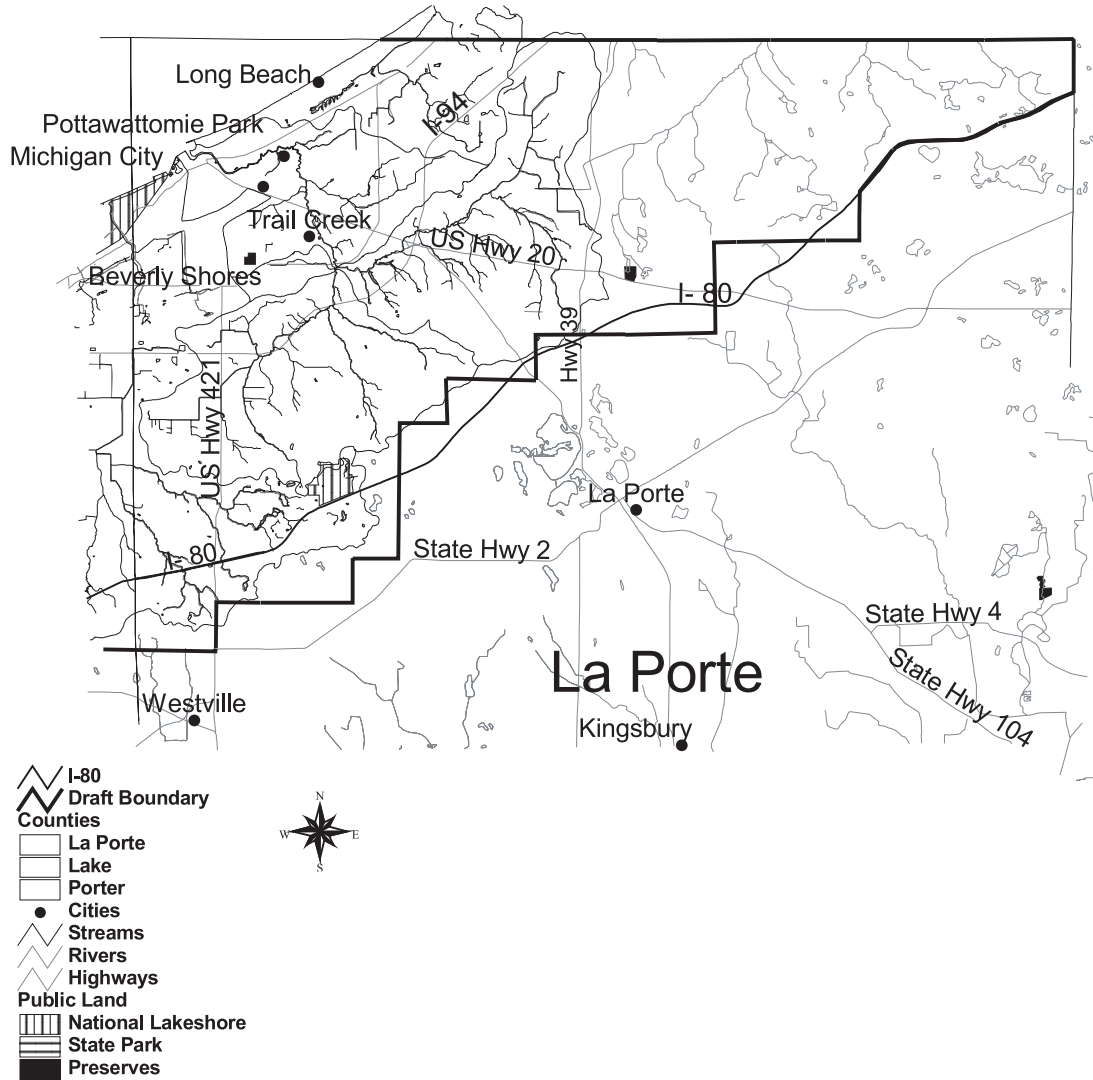 Long Beach
I-94
Pottawattomie Park
Michigan City
Trail Creek
US Hwy 20
Beverly Shores
I- 80
Hwy 39
US Hwy 421
La Porte
State Hwy 2
I- 80
State Hwy 4
La Porte
State Hwy 104
Westville
Kingsbury
I-80
Draft Boundary
Counties
La Porte
Lake
Porter
Cities
Streams
Rivers
Highways
Public Land
National Lakeshore
State Park
Preserves
N
W E
S